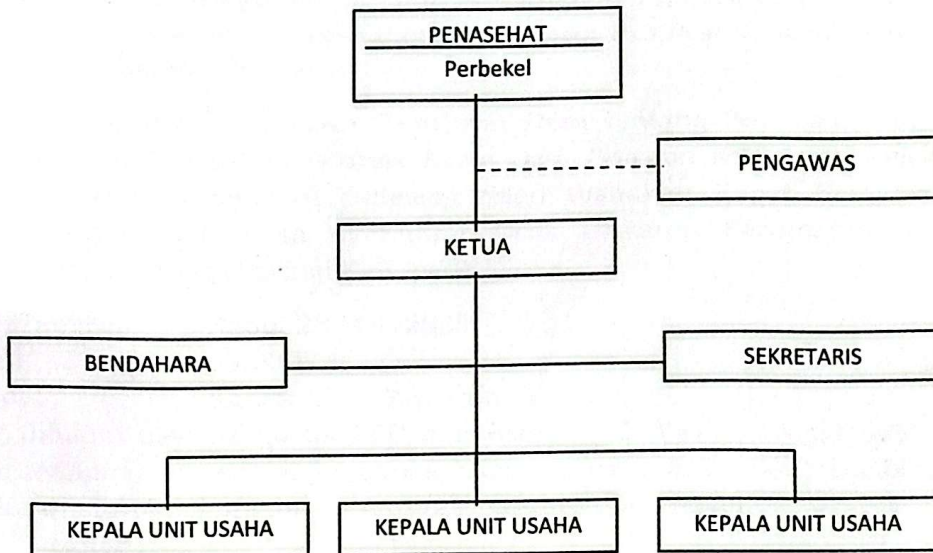 PENASEHAT
Perbekel
PENGAWAS
KETUA
BENDAHARA
SEKRETARIS
KEPALA UNIT USAHA
KEPALA UNIT USAHA
KEPALA UNIT USAHA